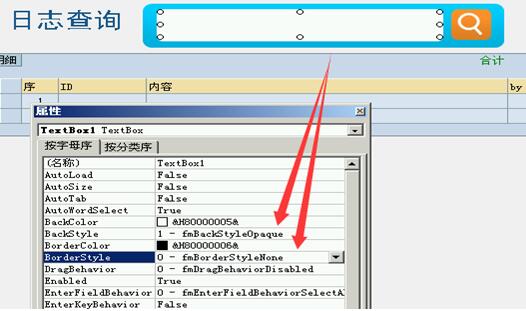 日志查询
明细
合计
序 ID 内容 by
1
属性
TextBox1 TextBox
按字母序 按分类序
(名称) TextBox1
AutoLoad False
AutoSize False
AutoTab False
AutoWordSelect True
BackColor &H80000005&
BackStyle 1 - fmBackStyleOpaque
BorderColor &H80000006&
BorderStyle 0 - fmBorderStyleNone
DragBehavior 0 - fmDragBehaviorDisabled
Enabled True
EnterFieldBehavior 0 - fmEnterFieldBehaviorSelectA
EnterKeyBehavior False